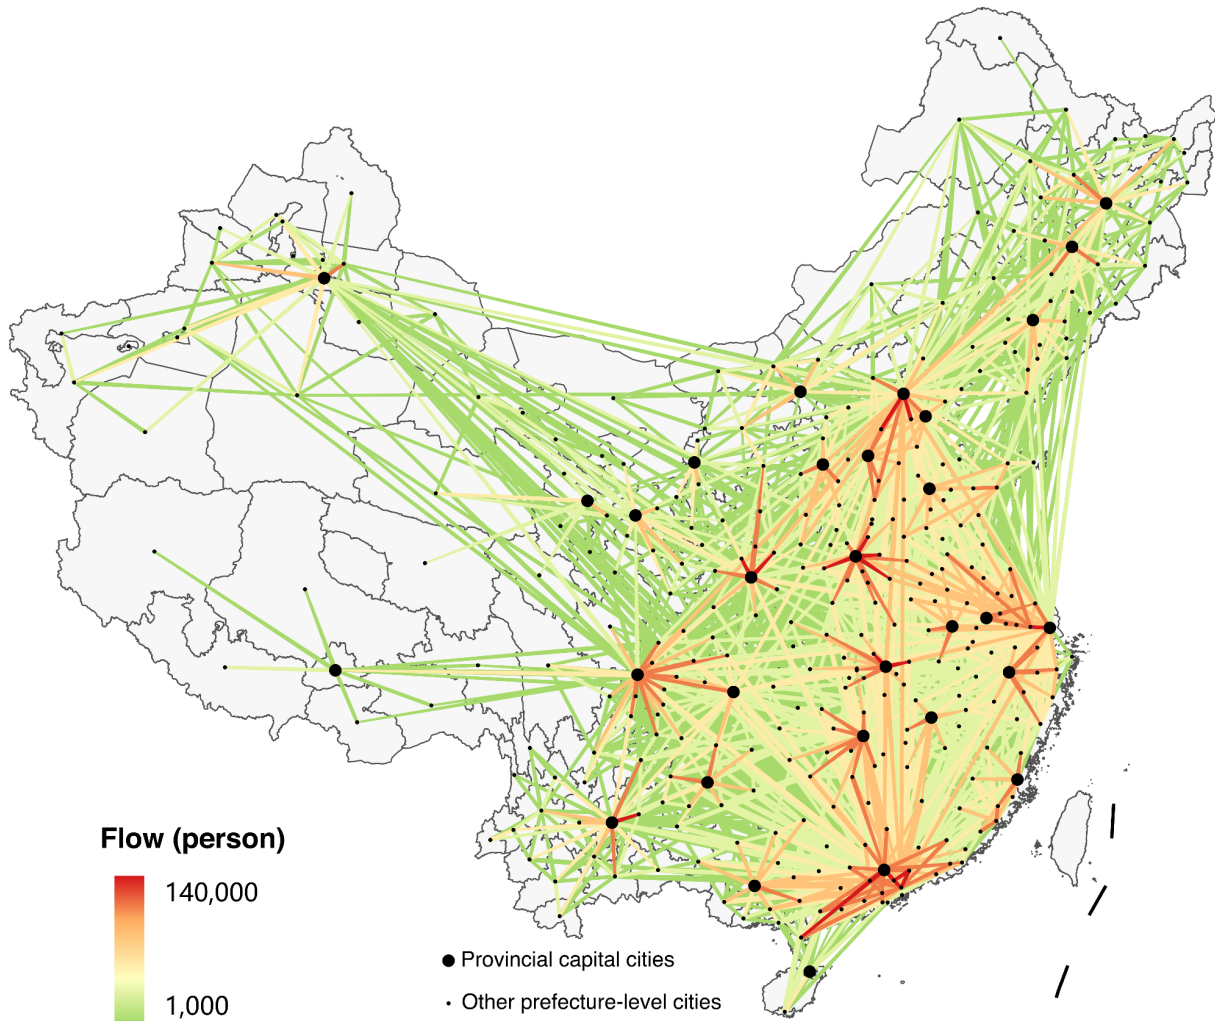 Flow (person)
140,000
1,000
Provincial capital cities
Other prefecture-level cities